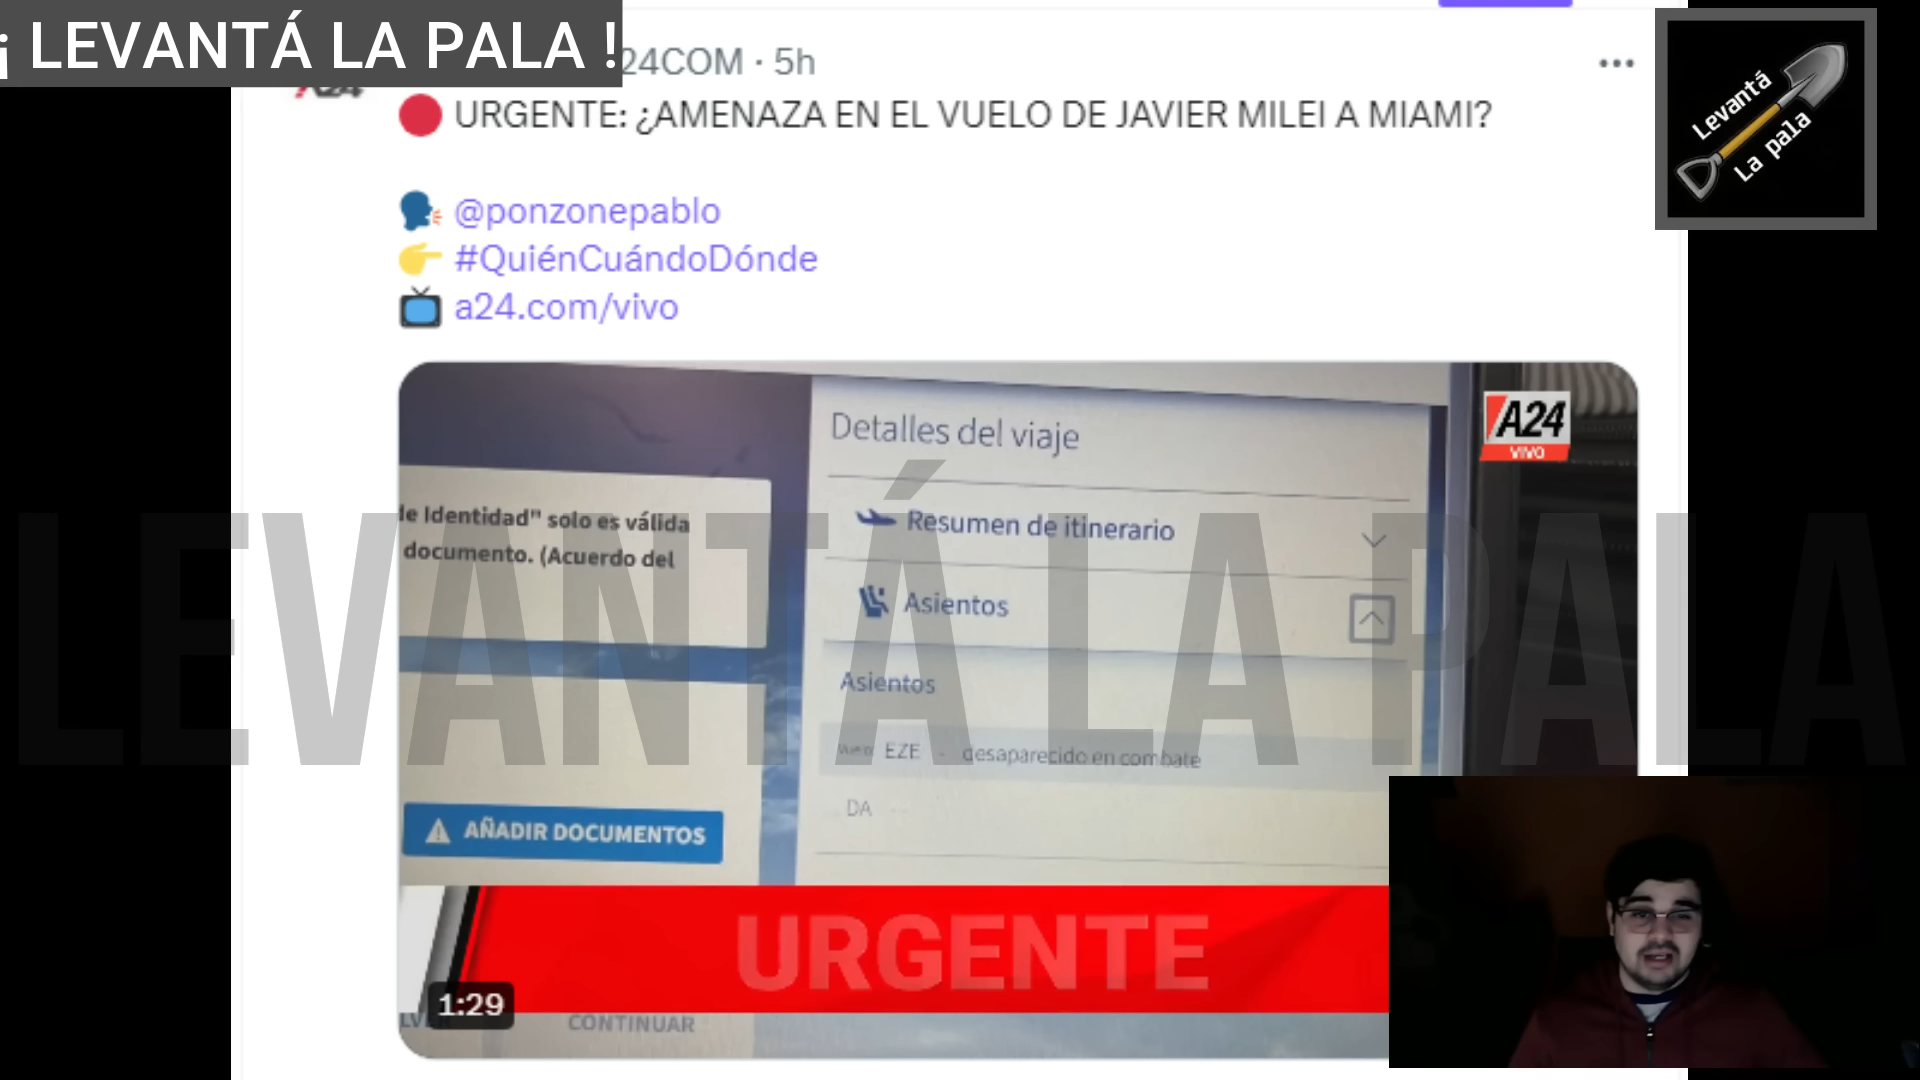 ¡ LEVANTÁ LA PALA !
24COM · 5h
A24
URGENTE: ¿AMENAZA EN EL VUELO DE JAVIER MILEI A MIAMI?
@ponzonepablo
#QuiénCuándoDónde
a24.com/vivo
Levantá
La pala
A24
VIVO
Detalles del viaje
de Identidad" solo es válida
documento. (Acuerdo del
Resumen de itinerario
Asientos
Asientos
EZE - desaparecido en combate
DA
LEVANTÁ LA PALA
AÑADIR DOCUMENTOS
URGENTE
1:29
CONTINUAR